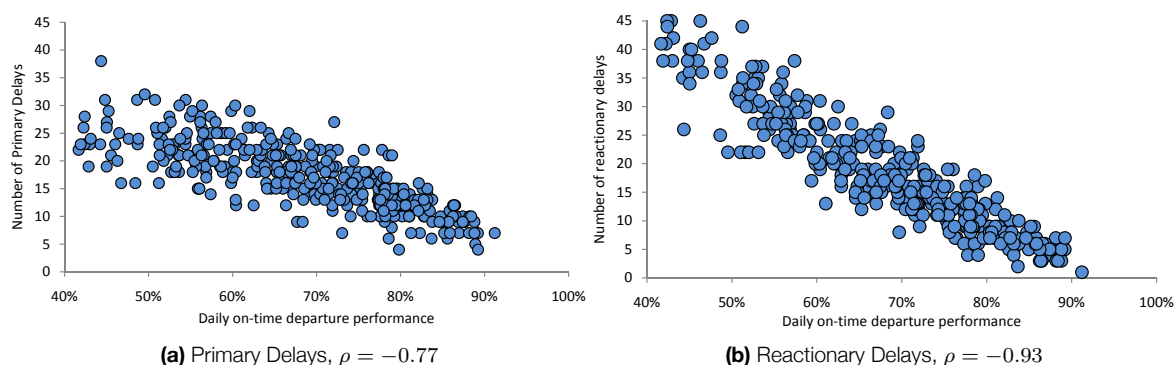 Number of Primary Delays
45
40
35
30
25
20
15
10
5
0
40% 50% 60% 70% 80% 90% 100%
Daily on-time departure performance
(a) Primary Delays, ρ = −0.77
Number of reactionary delays
45
40
35
30
25
20
15
10
5
0
40% 50% 60% 70% 80% 90% 100%
Daily on-time departure performance
(b) Reactionary Delays, ρ = −0.93